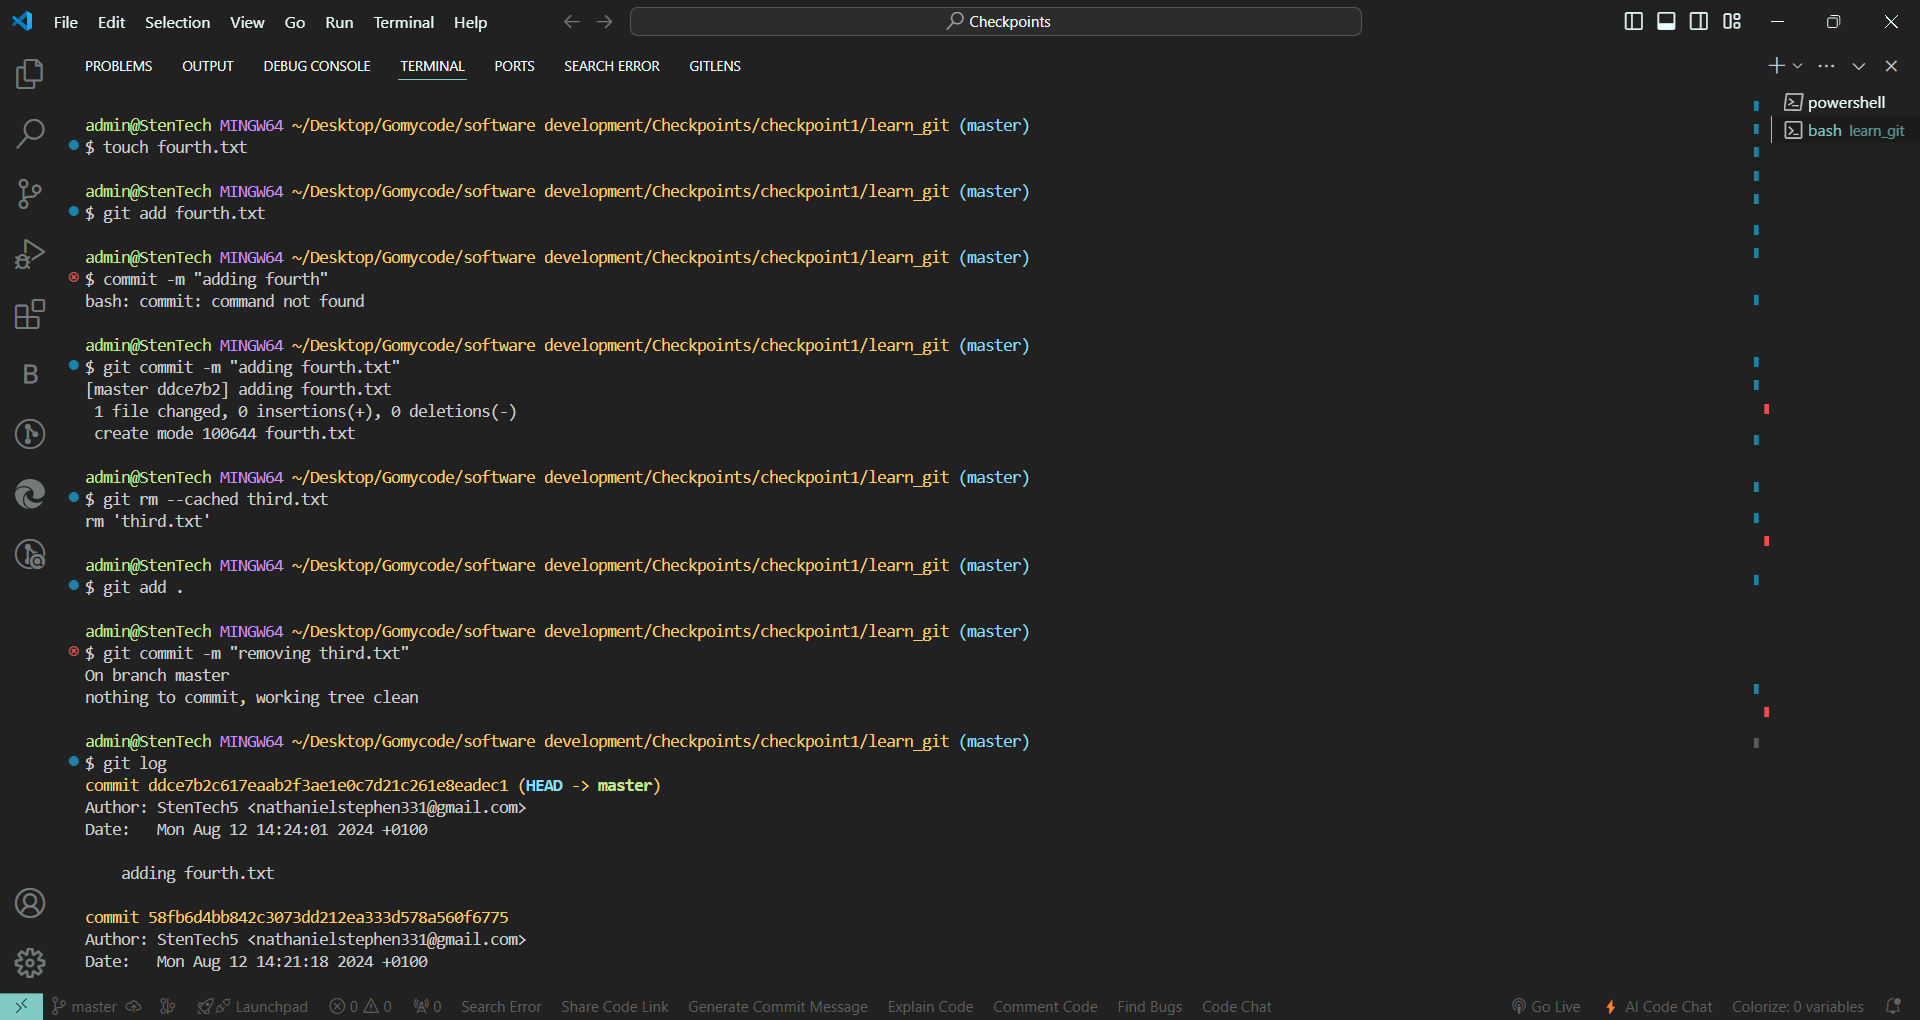 File Edit Selection View Go Run Terminal Help
Checkpoints
PROBLEMS OUTPUT DEBUG CONSOLE TERMINAL PORTS SEARCH ERROR GITLENS
powershell
bash learn_git
admin@StenTech MINGW64 ~/Desktop/Gomycode/software development/Checkpoints/checkpoint1/learn_git (master)
$ touch fourth.txt
admin@StenTech MINGW64 ~/Desktop/Gomycode/software development/Checkpoints/checkpoint1/learn_git (master)
$ git add fourth.txt
admin@StenTech MINGW64 ~/Desktop/Gomycode/software development/Checkpoints/checkpoint1/learn_git (master)
$ commit -m "adding fourth"
bash: commit: command not found
admin@StenTech MINGW64 ~/Desktop/Gomycode/software development/Checkpoints/checkpoint1/learn_git (master)
$ git commit -m "adding fourth.txt"
[master ddce7b2] adding fourth.txt
1 file changed, 0 insertions(+), 0 deletions(-)
create mode 100644 fourth.txt
admin@StenTech MINGW64 ~/Desktop/Gomycode/software development/Checkpoints/checkpoint1/learn_git (master)
$ git rm --cached third.txt
rm 'third.txt'
admin@StenTech MINGW64 ~/Desktop/Gomycode/software development/Checkpoints/checkpoint1/learn_git (master)
$ git add .
admin@StenTech MINGW64 ~/Desktop/Gomycode/software development/Checkpoints/checkpoint1/learn_git (master)
$ git commit -m "removing third.txt"
On branch master
nothing to commit, working tree clean
admin@StenTech MINGW64 ~/Desktop/Gomycode/software development/Checkpoints/checkpoint1/learn_git (master)
$ git log
commit ddce7b2c617eaab2f3ae1e0c7d21c261e8eadec1 (HEAD -> master)
Author: StenTech5 <nathanielstephen331@gmail.com>
Date:   Mon Aug 12 14:24:01 2024 +0100
adding fourth.txt
commit 58fb6d4bb842c3073dd212ea333d578a560f6775
Author: StenTech5 <nathanielstephen331@gmail.com>
Date:   Mon Aug 12 14:21:18 2024 +0100
B
master Launchpad 0 0 0 Search Error Share Code Link Generate Commit Message Explain Code Comment Code Find Bugs Code Chat Go Live AI Code Chat Colorize: 0 variables